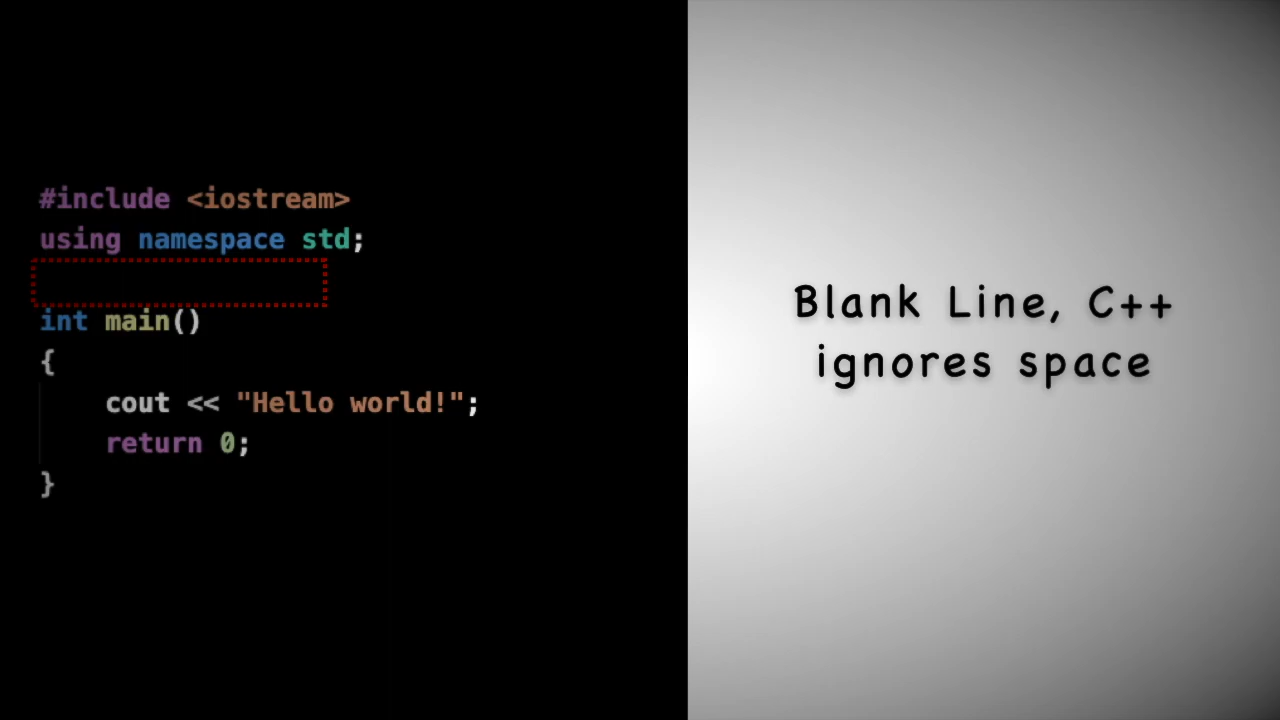 #include <iostream>
using namespace std;
int main()
{
cout << "Hello world!";
return 0;
}
Blank Line, C++
ignores space